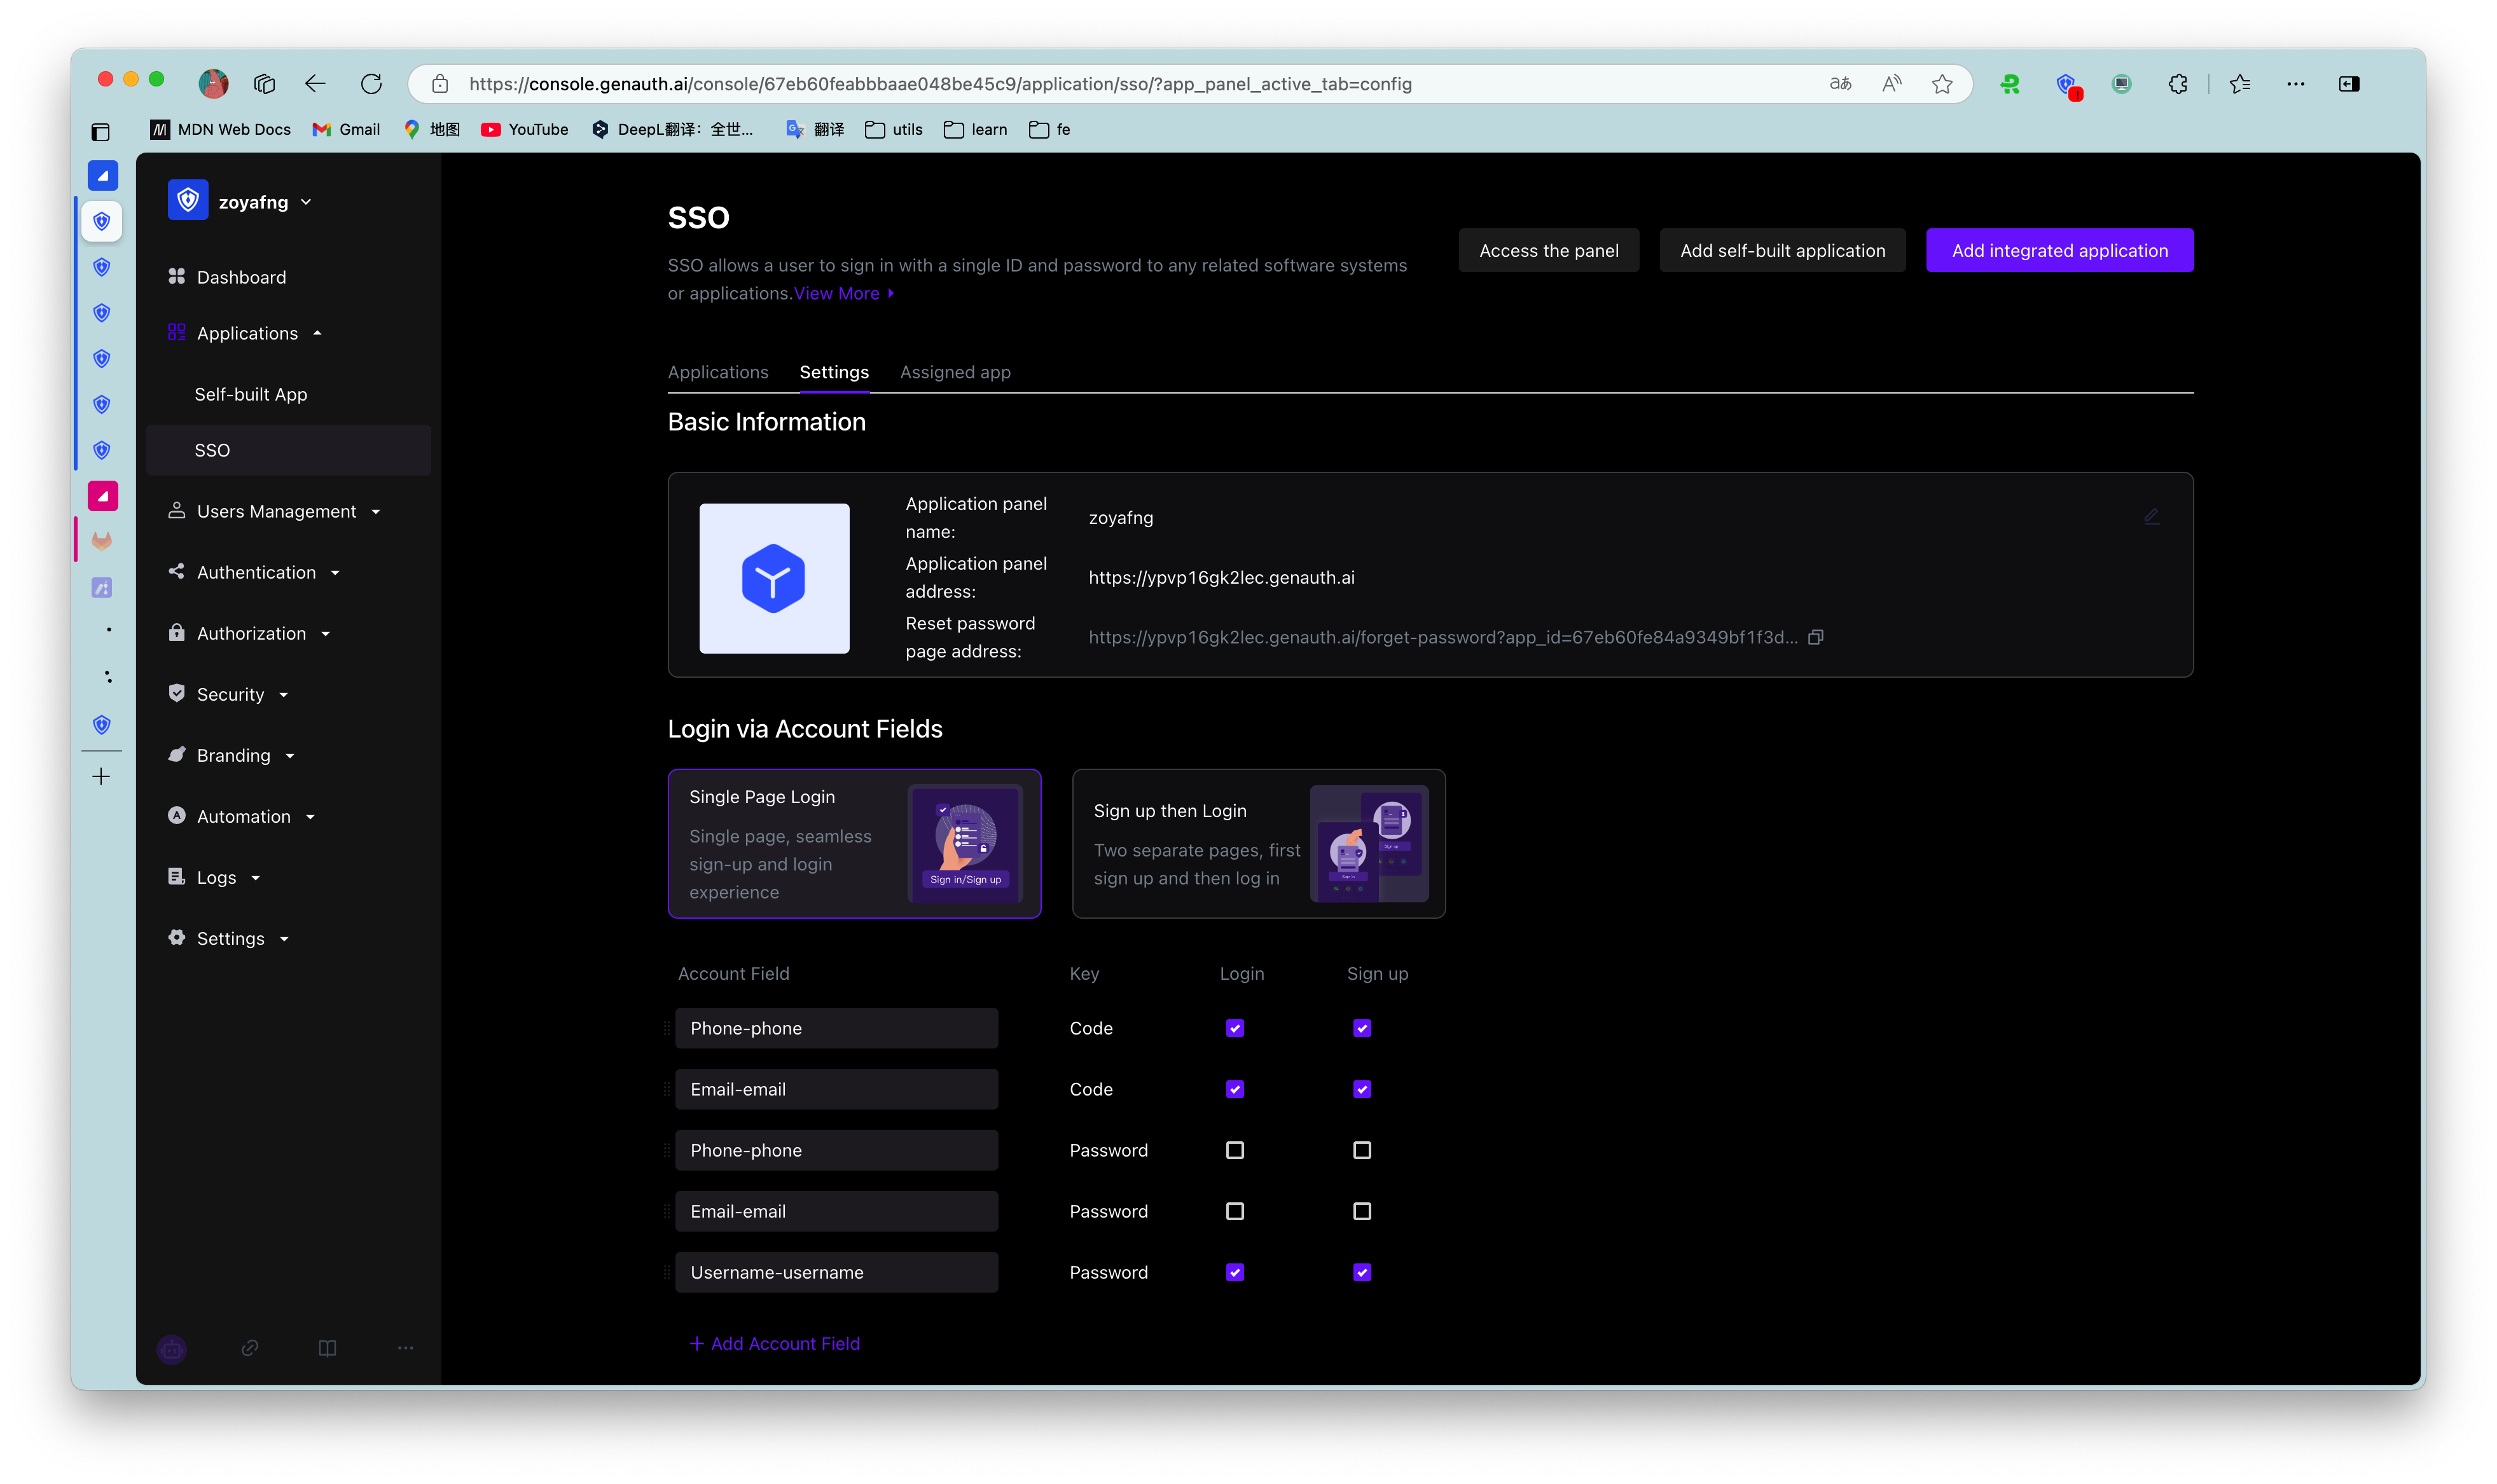 https://console.genauth.ai/console/67eb60feabbbaae048be45c9/application/sso/?app_panel_active_tab=config
MDN Web Docs
Gmail
地图
YouTube
DeepL翻译：全世...
翻译
utils
learn
fe
zoyafng
Dashboard
Applications
Self-built App
SSO
Users Management
Authentication
Authorization
Security
Branding
Automation
Logs
Settings
SSO
SSO allows a user to sign in with a single ID and password to any related software systems
or applications.View More
Access the panel
Add self-built application
Add integrated application
Applications
Settings
Assigned app
Basic Information
Application panel
name:
zoyafng
Application panel
address:
https://ypvp16gk2lec.genauth.ai
Reset password
page address:
https://ypvp16gk2lec.genauth.ai/forget-password?app_id=67eb60fe84a9349bf1f3d...
Login via Account Fields
Single Page Login
Single page, seamless
sign-up and login
experience
Sign in/Sign up
Sign up then Login
Two separate pages, first
sign up and then log in
Account Field Key Login Sign up
Phone-phone Code
Email-email Code
Phone-phone Password
Email-email Password
Username-username Password
+ Add Account Field